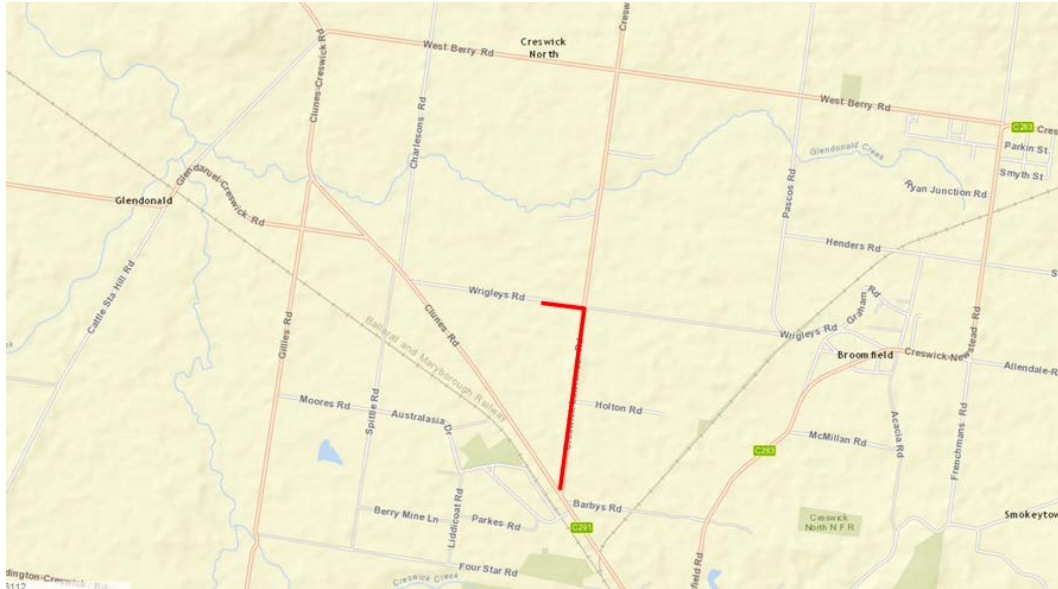 Creswick
North
West Berry Rd
Clunes-Creswick Rd
Charlesons Rd
West Berry Rd
C283
Parkin St
Smyth St
Glendonald Creek
Ryan Junction Rd
Pascos Rd
Glendaruel-Creswick Rd
Glendonald
Henders Rd
Cattle Sta Hill Rd
Wrigleys Rd
Graham Rd
Wrigleys Rd
Broomfield
Creswick-Newstead Rd
Clunes Rd
Gillies Rd
Ballarat and Maryborough Railway
Spittle Rd
Moores Rd
Australasia Dr
Holton Rd
Rd
McMillan Rd
Acacia Rd
Frenchmans Rd
C283
Liddicoat Rd
Barbys Rd
Berry Mine Ln
Parkes Rd
C291
Creswick
North N.F.R
Four Star Rd
Creswick Creek